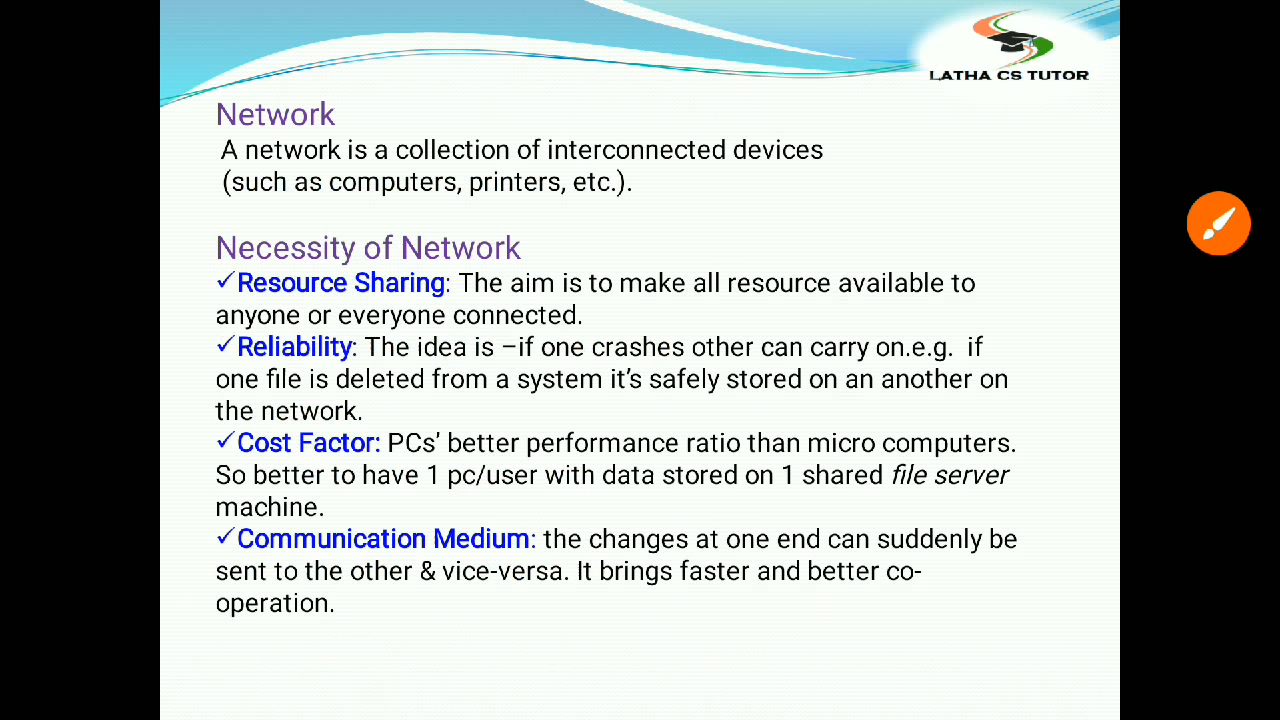 LATHA CS TUTOR
Network
A network is a collection of interconnected devices
(such as computers, printers, etc.).
Necessity of Network
✓Resource Sharing: The aim is to make all resource available to
anyone or everyone connected.
✓Reliability: The idea is –if one crashes other can carry on.e.g. if
one file is deleted from a system it's safely stored on an another on
the network.
✓Cost Factor: PCs' better performance ratio than micro computers.
So better to have 1 pc/user with data stored on 1 shared file server
machine.
✓Communication Medium: the changes at one end can suddenly be
sent to the other & vice-versa. It brings faster and better co-
operation.